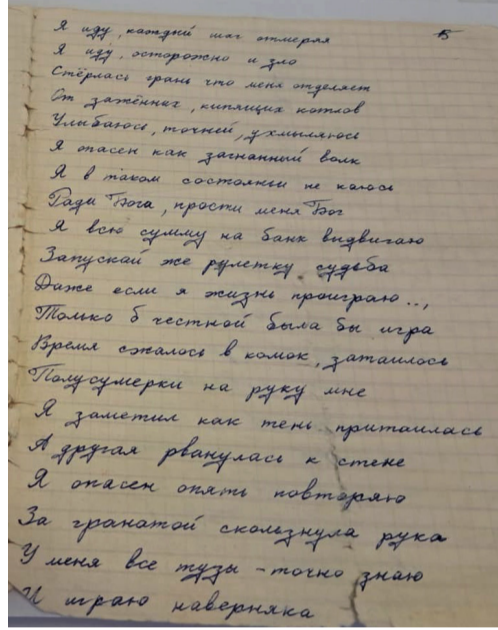 5
Я иду, каждый шаг отмеряя
Я иду, осторожно и зло
Стёрлась грань что меня отделяет
От зажённых, кипящих котлов
Улыбаюсь, точней, ухмыляюсь
Я опасен как загнанный волк
Я в таком состояньи не каюсь
Ради Бога, прости меня Бог
Я всю сумму на банк выдвигаю
Запускай же рулетку судьба
Даже если я жизнь проиграю..,
Только б честной была бы игра
Время сжалось в комок, затаилось
Полусумерки на руку мне
Я заметил как тень притаилась
А другая рванулась к стене
Я опасен опять повторяю
За гранатой скользнула рука
У меня все тузы - точно знаю
И играю наверняка